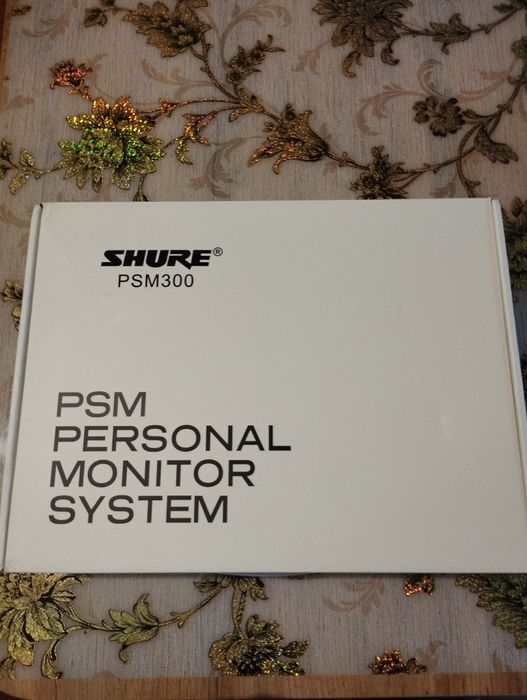 SHURE®
PSM300
PSM
PERSONAL
MONITOR
SYSTEM